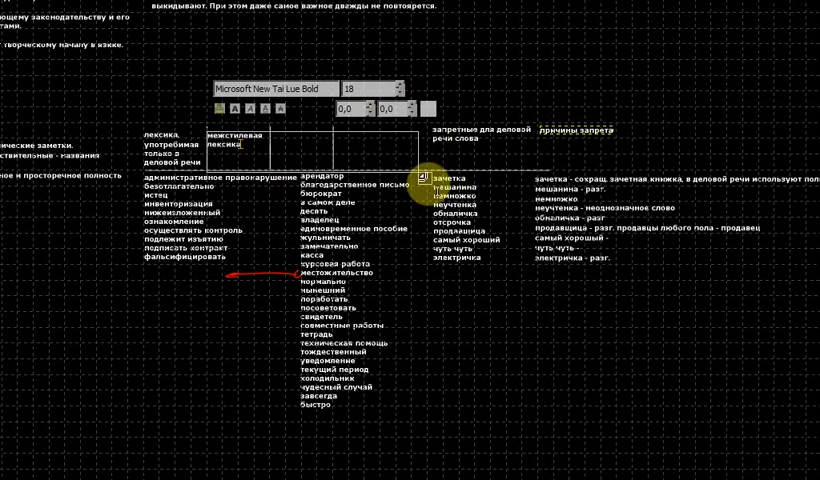 выкидывают. При этом даже самое важное дважды не повтоярется.
ющему законодательству и его
тами.
творческому началу в яжке.
Microsoft New Tai Lue Bold 18
A A A A
0,0 0,0
лексика,
употребимая
только в
деловой речи
межстилевая
лексика
запретные для деловой
речи слова
причины запрета
ические заметки.
ствительные - названия
ное и просторечное полность
административное правонарушение
безотлагательно
истец
инвенторизация
нижеизложенный
ознакомление
осуществлять контроль
подлежит изъятию
подписать контракт
фальсифицировать
арендатор
благодарственное письмо
бюрократ
в самом деле
десять
владелец
единовременное пособие
жульничать
замечательно
касса
курсовая работа
местожительство
нормально
нынешний
поработать
посоветовать
свидетель
совместные работы
тетрадь
техническая помощь
тождественный
уведомление
текущий период
холодильник
чудесный случай
завсегда
быстро
зачетка
мешанина
немножко
неучтенка
обналичка
отсрочка
продавщица
самый хороший
чуть чуть
электричка
зачетка - сокращ. зачетная книжка, в деловой речи используют пол
мешанина - разг.
немножко
неучтенка - неоднозначное слово
обналичка - разг
продавщица - разг. продавцы любого пола - продавец
самый хороший -
чуть чуть -
электричка - разг.